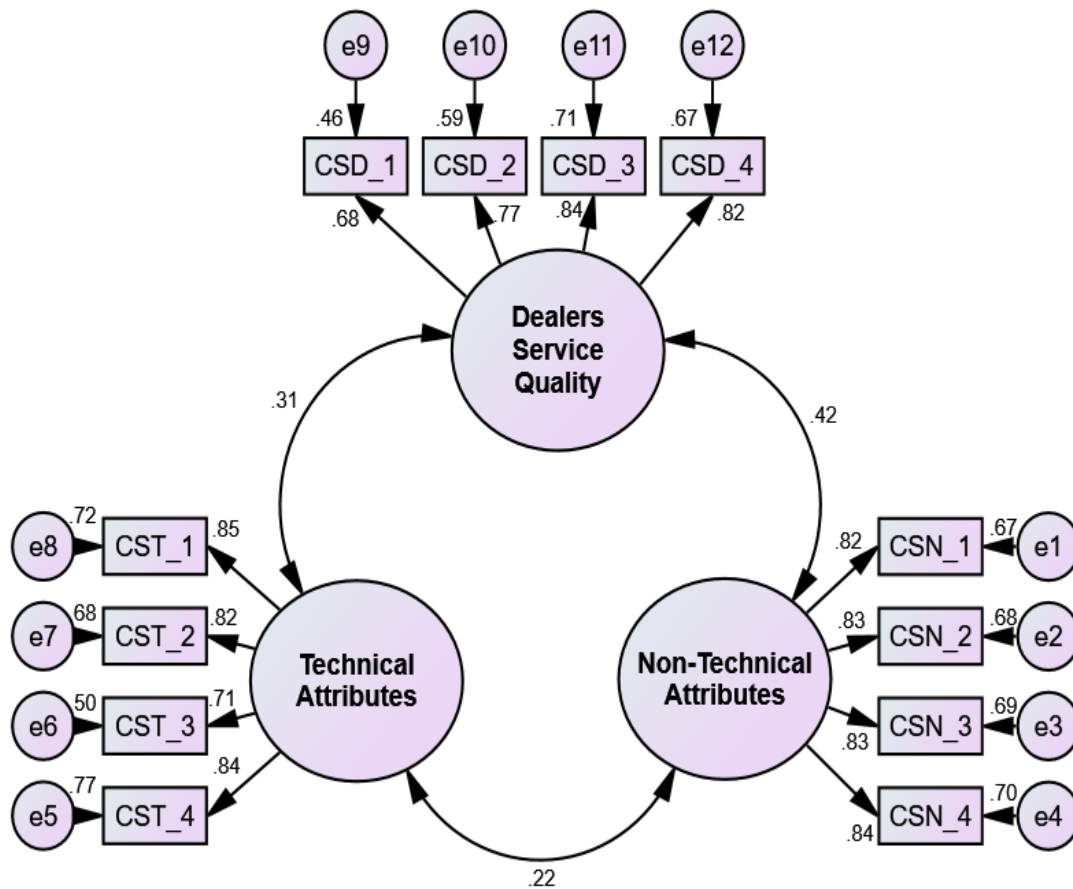 e9 e10 e11 e12
.46 .59 .71 .67
CSD_1 CSD_2 CSD_3 CSD_4
.68 .77 .84 .82
Dealers
Service
Quality
.31 .42
.72 .85 .82 .67
e8 CST_1 CSN_1 e1
.68 .82 .83 .68
e7 CST_2 CSN_2 e2
.50 .71 .69
e6 CST_3 CSN_3 e3
.83
Technical
Attributes
Non-Technical
Attributes
.77 .84 .70
e5 CST_4 CSN_4 e4
.84
.22